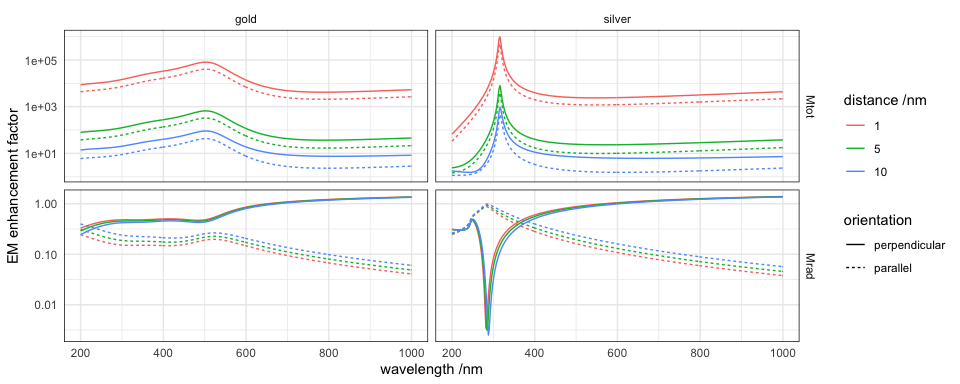 gold
silver
EM enhancement factor
1e+05
1e+03
1e+01
Mtot
1.00
0.10
0.01
Mrad
200
400
600
800
1000
200
400
600
800
1000
wavelength /nm
distance /nm
1
5
10
orientation
perpendicular
parallel